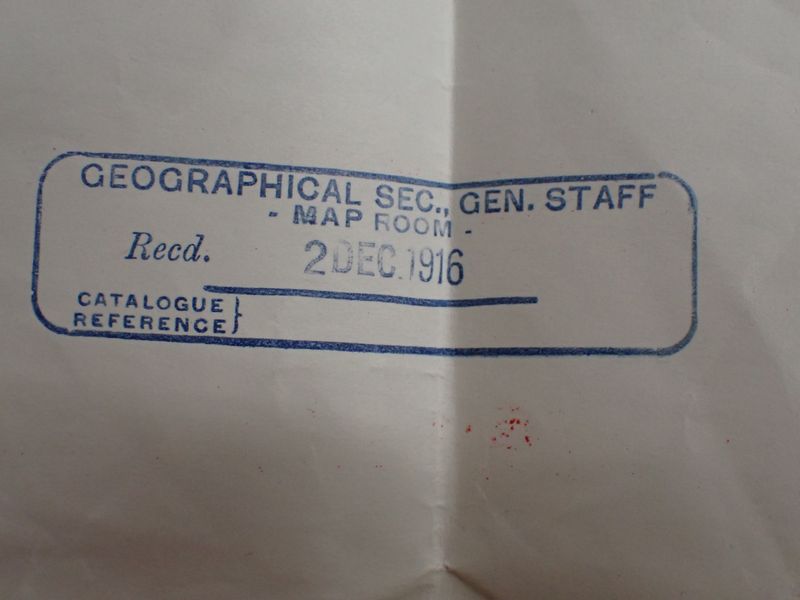 GEOGRAPHICAL SEC., GEN. STAFF
- MAP ROOM -
Recd. 2 DEC. 1916
CATALOGUE
REFERENCE }